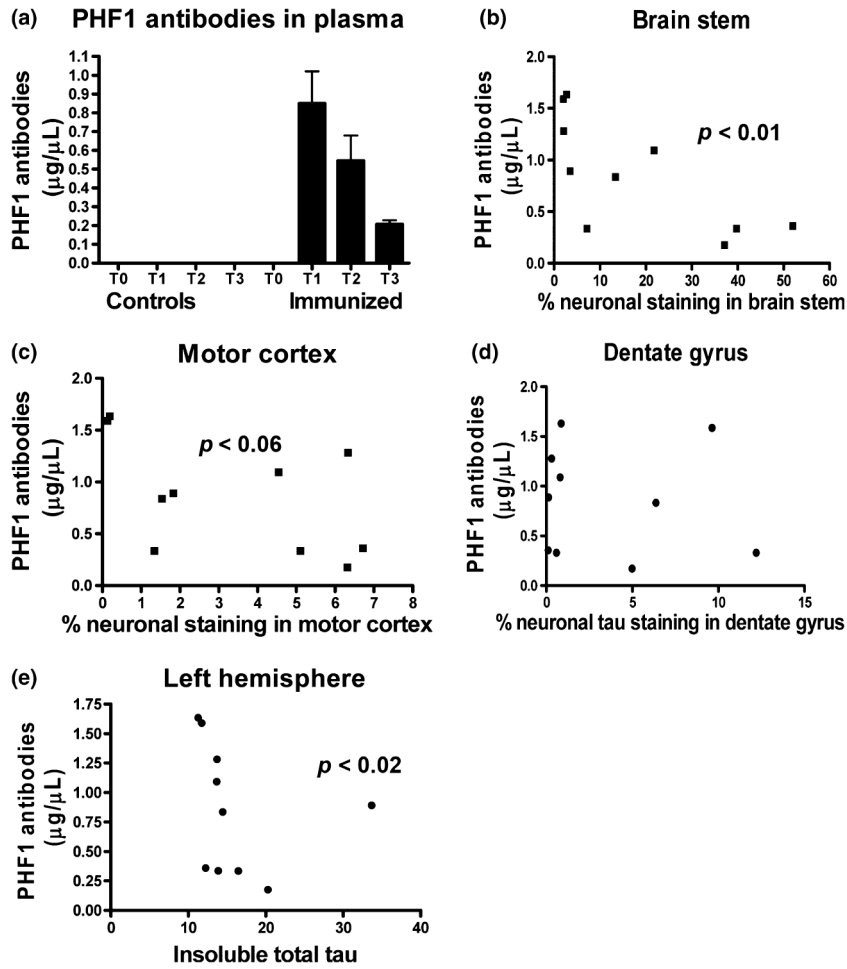 (a) PHF1 antibodies in plasma
PHF1 antibodies
(µg/µL)
1.1
1.0
0.9
0.8
0.7
0.6
0.5
0.4
0.3
0.2
0.1
0.0
T0 T1 T2 T3 T0 T1 T2 T3
Controls Immunized
(b) Brain stem
PHF1 antibodies
(µg/µL)
2.0
1.5
1.0
0.5
0.0
p < 0.01
0 10 20 30 40 50 60
% neuronal staining in brain stem
(c) Motor cortex
PHF1 antibodies
(µg/µL)
2.0
1.5
1.0
0.5
0.0
p < 0.06
0 1 2 3 4 5 6 7 8
% neuronal staining in motor cortex
(d) Dentate gyrus
PHF1 antibodies
(µg/µL)
2.0
1.5
1.0
0.5
0.0
0 5 10 15
% neuronal tau staining in dentate gyrus
(e) Left hemisphere
PHF1 antibodies
(µg/µL)
1.75
1.50
1.25
1.00
0.75
0.50
0.25
0.00
p < 0.02
0 10 20 30 40
Insoluble total tau